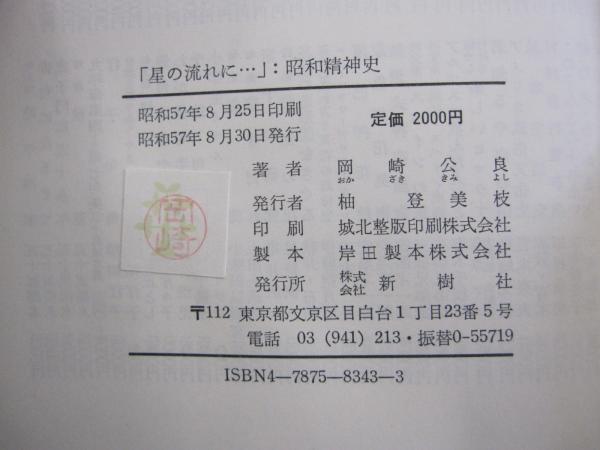 「星の流れに…」：昭和精神史
昭和57年8月25日印刷
昭和57年8月30日発行
定価 2000円
著者 岡崎公良
おか ざき きみ よし
発行者 柚登美枝
印刷 城北整版印刷株式会社
製本 岸田製本株式会社
発行所 株式会社 新樹社
〒112 東京都文京区目白台1丁目23番5号
電話 03 (941) 213・振替0-55719
ISBN4—7875—8343—3
岡崎